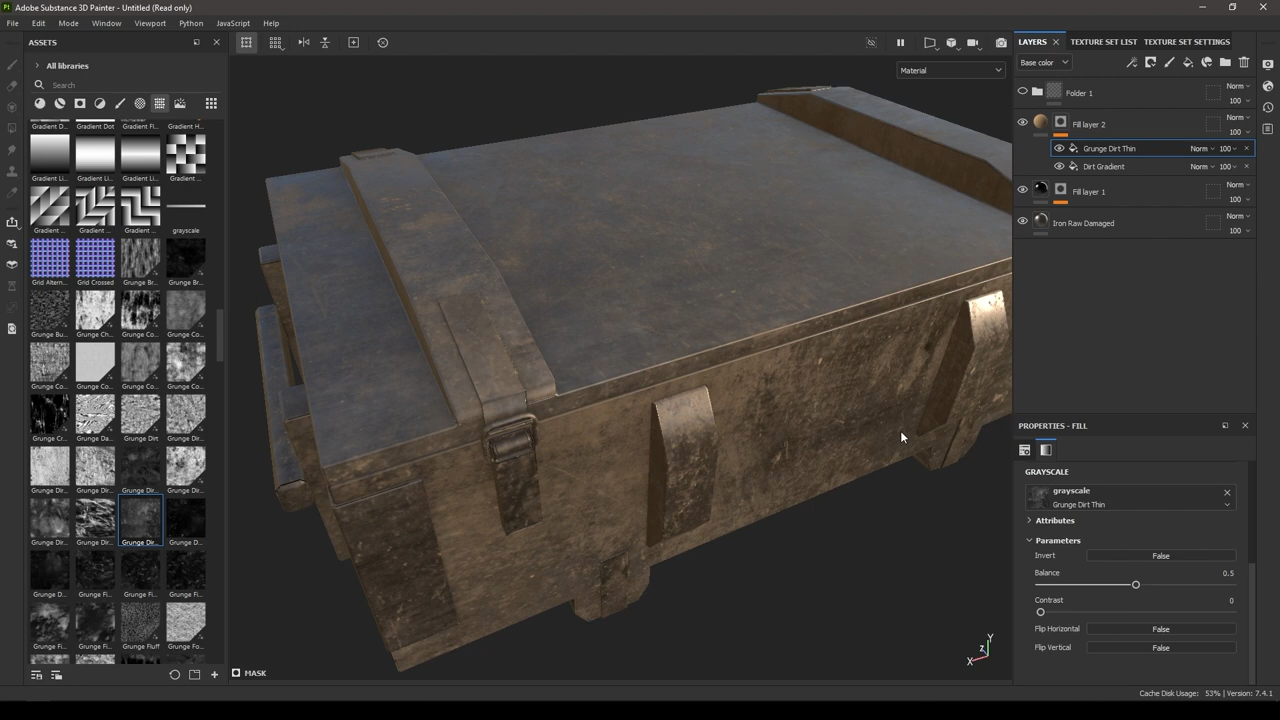 Adobe Substance 3D Painter - Untitled (Read only)
File Edit Mode Window Viewport Python JavaScript Help
ASSETS
All libraries
Search
Gradient D... Gradient Dot Gradient Fl... Gradient H...
Gradient Li... Gradient Li... Gradient Li... Gradient ...
Gradient ... Gradient ... Gradient ... grayscale
Grid Altern... Grid Crossed Grunge Br... Grunge Br...
Grunge Bu... Grunge Ch... Grunge Co... Grunge Co...
Grunge Co... Grunge Co... Grunge Co... Grunge Co...
Grunge Cr... Grunge Da... Grunge Dirt Grunge Dir...
Grunge Dir... Grunge Dir... Grunge Dir... Grunge Dir...
Grunge Dir... Grunge Dir... Grunge Dir... Grunge D...
Grunge D... Grunge Fi... Grunge Fi... Grunge Fi...
Grunge Fi... Grunge Fi... Grunge Fluff Grunge Fo...
Material
MASK
Y
Z
X
LAYERS TEXTURE SET LIST TEXTURE SET SETTINGS
Base color
Folder 1 Norm 100
Fill layer 2 Norm 100
Grunge Dirt Thin Norm 100
Dirt Gradient Norm 100
Fill layer 1 Norm 100
Iron Raw Damaged Norm 100
PROPERTIES - FILL
GRAYSCALE
grayscale
Grunge Dirt Thin
Attributes
Parameters
Invert False
Balance 0.5
Contrast 0
Flip Horizontal False
Flip Vertical False
Cache Disk Usage: 53% | Version: 7.4.1